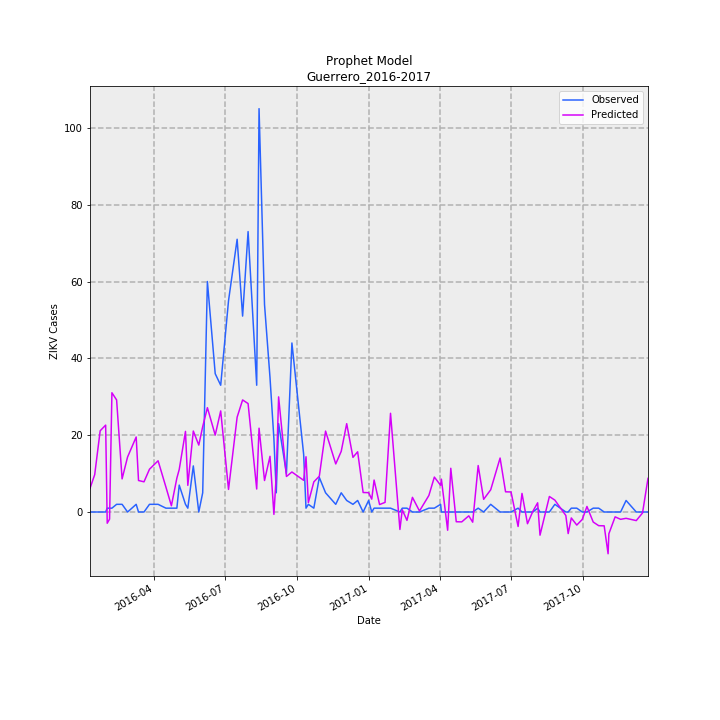 Prophet Model
Guerrero_2016-2017
Observed
Predicted
100
80
60
40
20
0
ZIKV Cases
2016-04
2016-07
2016-10
2017-01
2017-04
2017-07
2017-10
Date